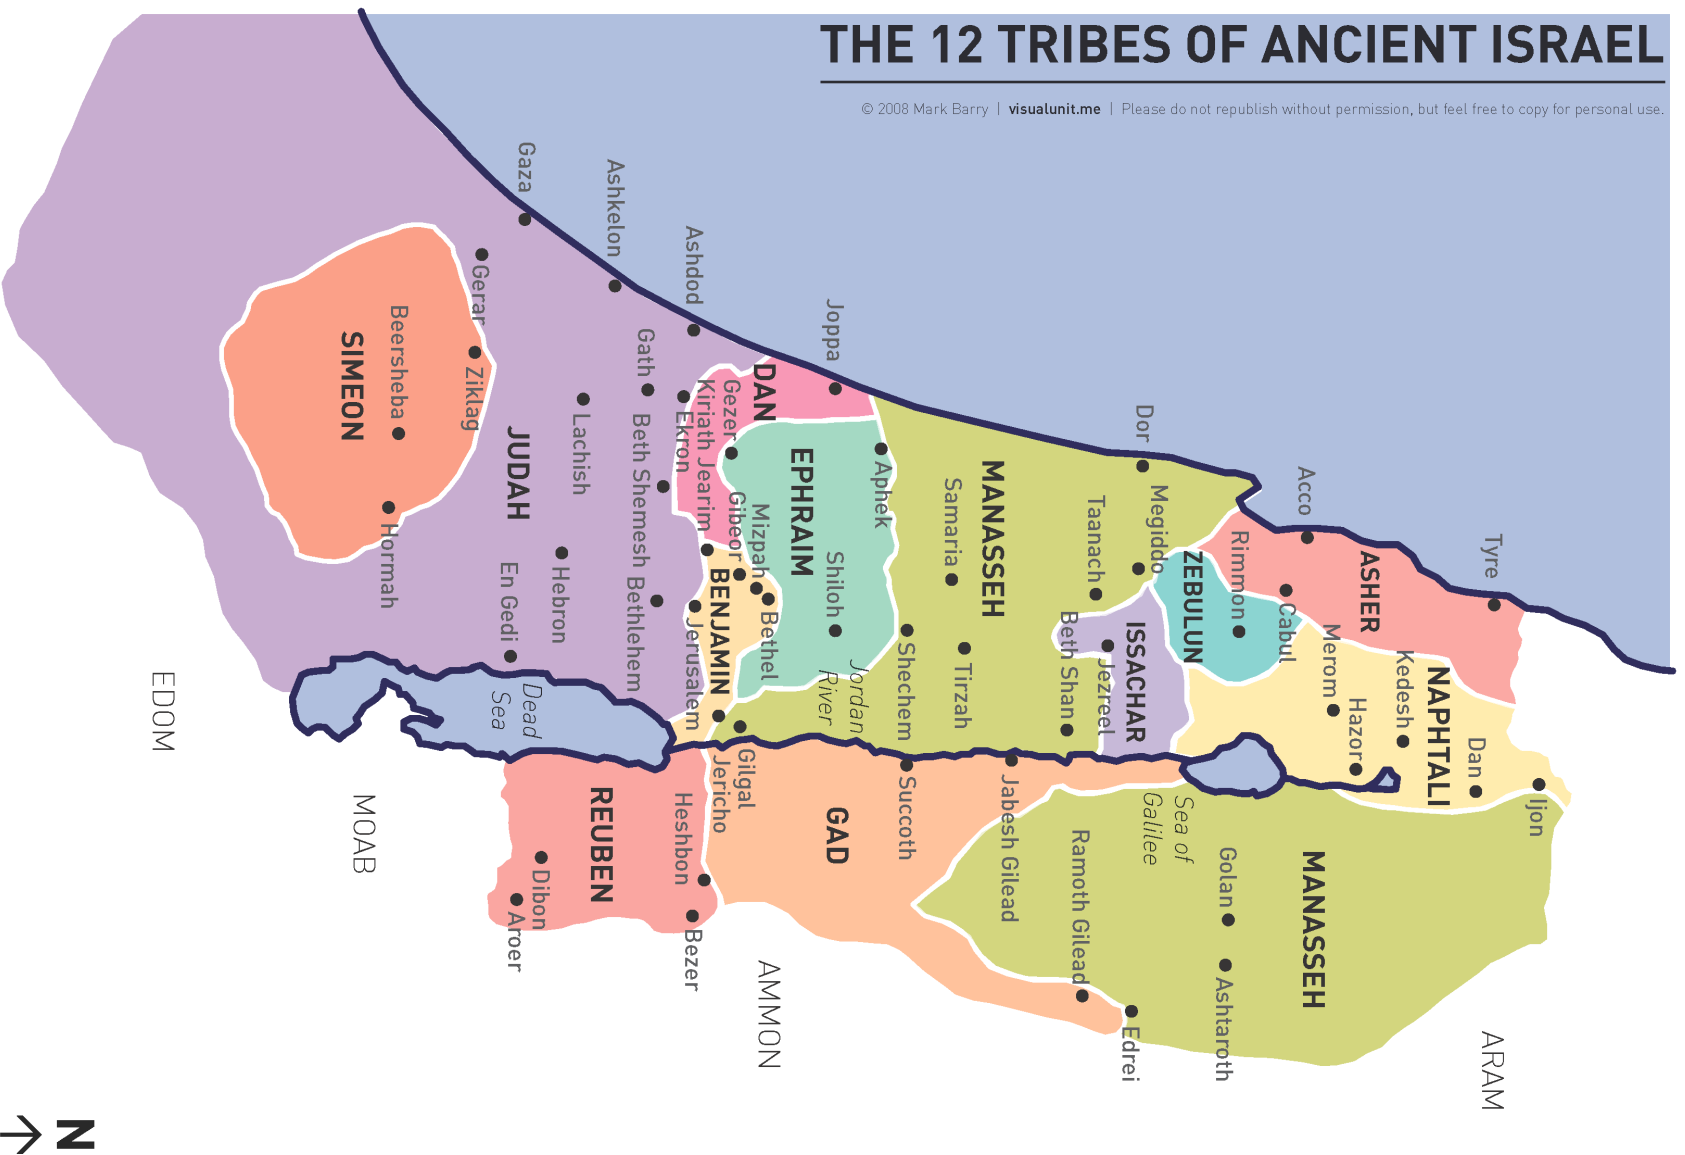 THE 12 TRIBES OF ANCIENT ISRAEL
© 2008 Mark Barry | visualunit.me | Please do not republish without permission, but feel free to copy for personal use.
Tyre
Acco
ASHER
Rimmon
Cabul
ZEBULUN
Merom
Kedesh
Hazor
NAPHTALI
Dan
Ijon
Dor
Megiddo
Taanach
ISSACHAR
Jezreel
Beth Shan
MANASSEH
Samaria
Tirzah
Shechem
Aphek
Joppa
EPHRAIM
Shiloh
Jordan
River
DAN
Gezer
Kiriath Jearim
Ekron
Gibeon
Mizpah
Bethel
BENJAMIN
Jerusalem
Gilgal
Jericho
Ashdod
Ashkelon
Gaza
Gath
Beth Shemesh
Bethlehem
Lachish
Hebron
JUDAH
En Gedi
Gerar
Ziklag
Beersheba
SIMEON
Hormah
Dead
Sea
Sea of
Galilee
MANASSEH
Golan
Ashtaroth
Edrei
Ramoth Gilead
Jabesh Gilead
Succoth
GAD
Heshbon
Bezer
REUBEN
Dibon
Aroer
ARAM
AMMON
MOAB
EDOM
N